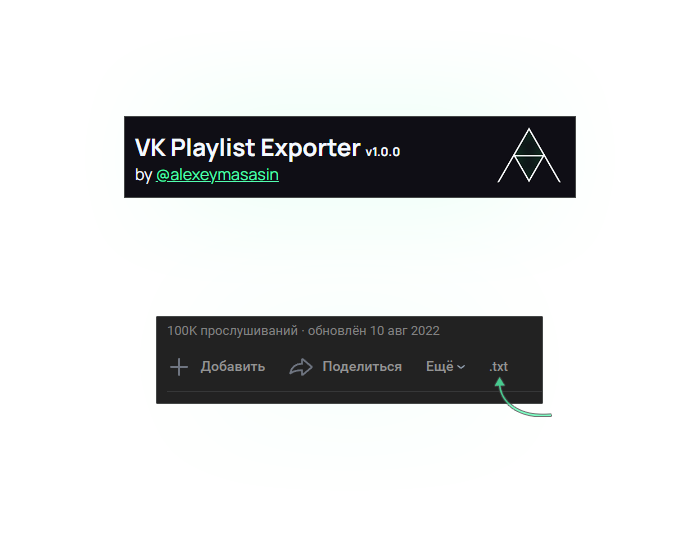 VK Playlist Exporter v1.0.0
by @alexeymasasin
100K прослушиваний · обновлён 10 авг 2022
Добавить Поделиться Ещё .txt